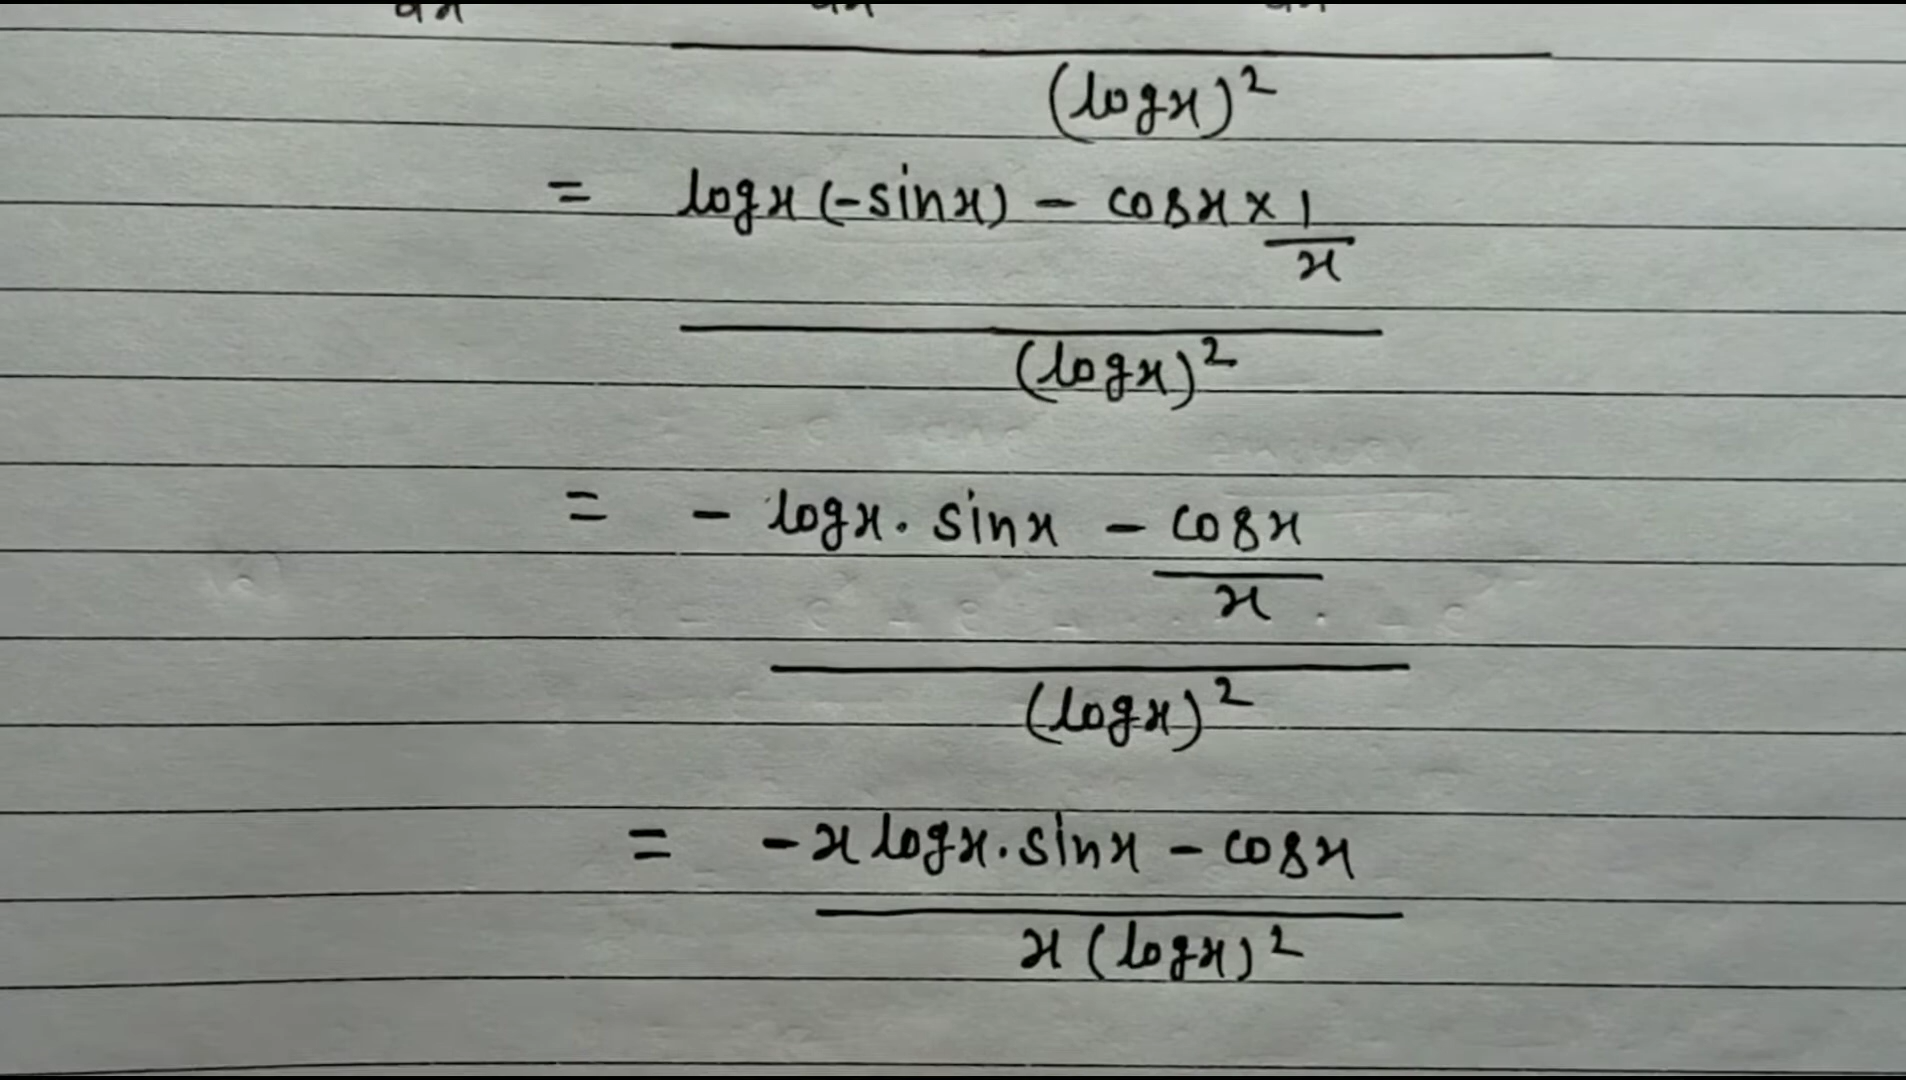 (logx)²
= logx (-sinx) - cosx × 1/x
(logx)²
= - logx · sinx - cosx/x
(logx)²
= -x logx · sinx - cosx
x (logx)²